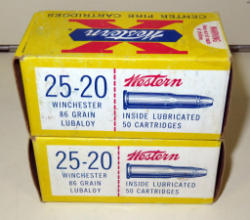 CENTER FIRE
CARTRIDGES
Western
X
WARNING
25-20
WINCHESTER
86 GRAIN
LUBALOY
Western
INSIDE LUBRICATED
50 CARTRIDGES
25-20
WINCHESTER
86 GRAIN
LUBALOY
Western
INSIDE LUBRICATED
50 CARTRIDGES